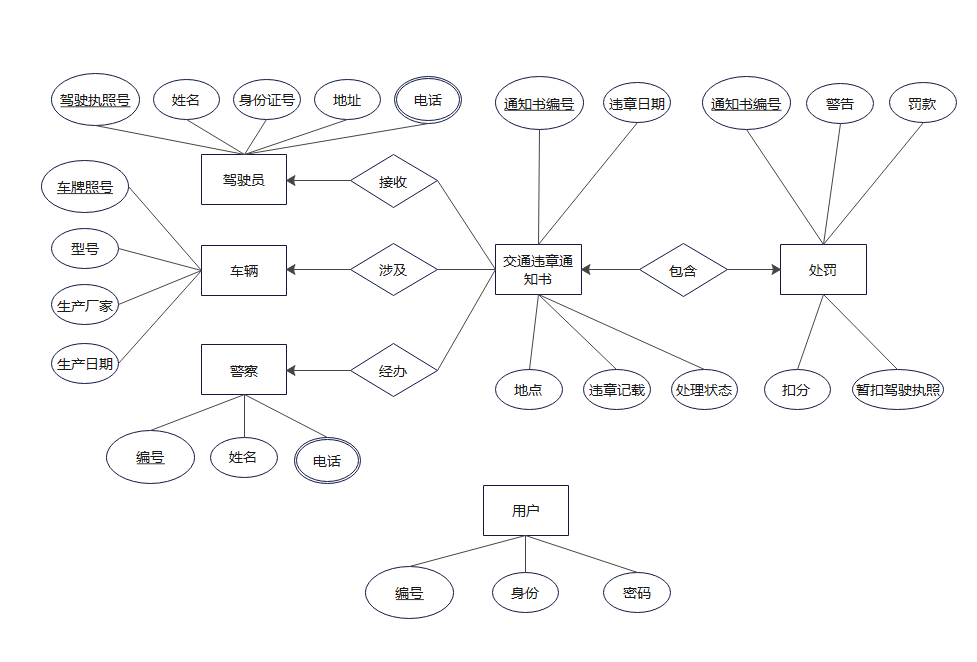 驾驶执照号
姓名
身份证号
地址
电话
通知书编号
违章日期
通知书编号
警告
罚款
驾驶员
接收
车牌照号
型号
生产厂家
生产日期
车辆
涉及
交通违章通
知书
包含
处罚
警察
经办
地点
违章记载
处理状态
扣分
暂扣驾驶执照
编号
姓名
电话
用户
编号
身份
密码